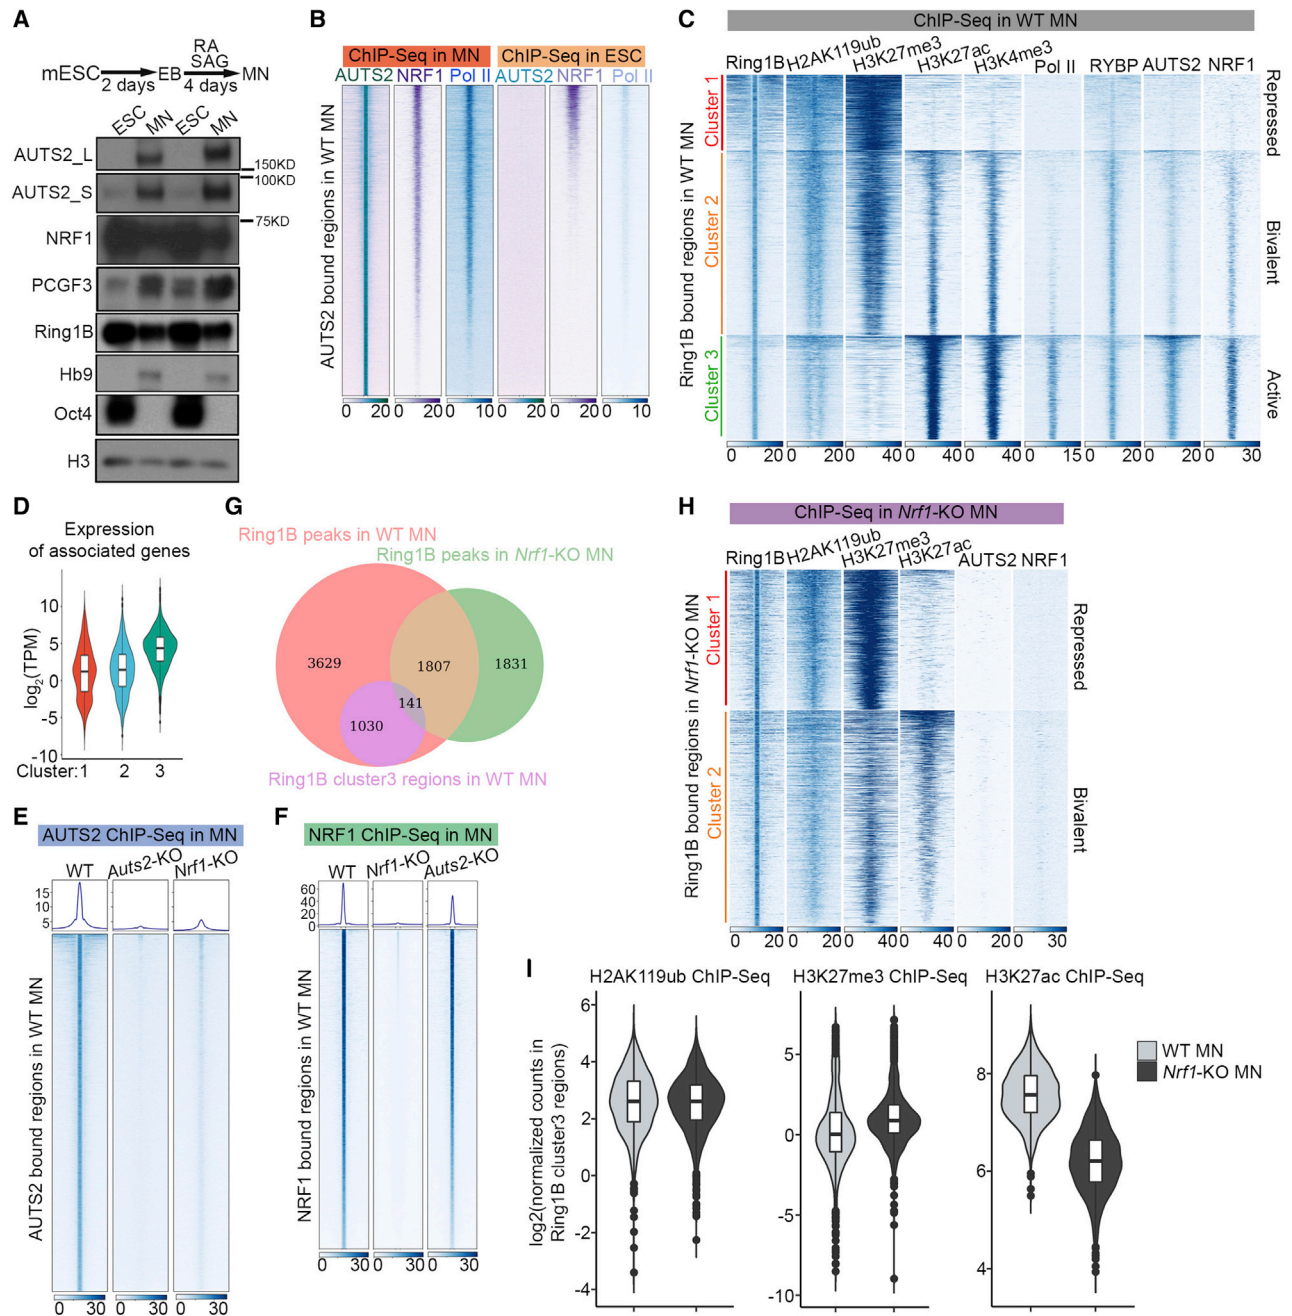 A
mESC
2 days
EB
RA
SAG
4 days
MN
ESC
MN
ESC
MN
AUTS2_L
150KD
100KD
AUTS2_S
75KD
NRF1
PCGF3
Ring1B
Hb9
Oct4
H3
B
ChIP-Seq in MN
ChIP-Seq in ESC
AUTS2 NRF1 Pol II AUTS2 NRF1 Pol II
AUTS2 bound regions in WT MN
0 20 0 20 0 10 0 20 0 20 0 10
C
ChIP-Seq in WT MN
Ring1B H2AK119ub H3K27me3 H3K27ac H3K4me3 Pol II RYBP AUTS2 NRF1
Ring1B bound regions in WT MN
Cluster 1
Cluster 2
Cluster 3
Repressed
Bivalent
Active
0 20 0 20 0 40 0 40 0 40 0 15 0 20 0 20 0 30
D
Expression
of associated genes
log2(TPM)
10
5
0
-5
-10
Cluster:1 2 3
G
Ring1B peaks in WT MN
Ring1B peaks in Nrf1-KO MN
3629
1807
1831
141
1030
Ring1B cluster3 regions in WT MN
E
AUTS2 ChIP-Seq in MN
WT Auts2-KO Nrf1-KO
15
10
5
AUTS2 bound regions in WT MN
0 30 0 30 0 30
F
NRF1 ChIP-Seq in MN
WT Nrf1-KO Auts2-KO
60
40
20
0
NRF1 bound regions in WT MN
0 30 0 30 0 30
H
ChIP-Seq in Nrf1-KO MN
Ring1B H2AK119ub H3K27me3 H3K27ac AUTS2 NRF1
Ring1B bound regions in Nrf1-KO MN
Cluster 1
Cluster 2
Repressed
Bivalent
0 20 0 20 0 40 0 40 0 20 0 30
I
H2AK119ub ChIP-Seq
H3K27me3 ChIP-Seq
H3K27ac ChIP-Seq
log2(normalized counts in
Ring1B cluster3 regions)
6
4
2
0
-2
-4
5
0
-5
-10
8
6
4
WT MN
Nrf1-KO MN